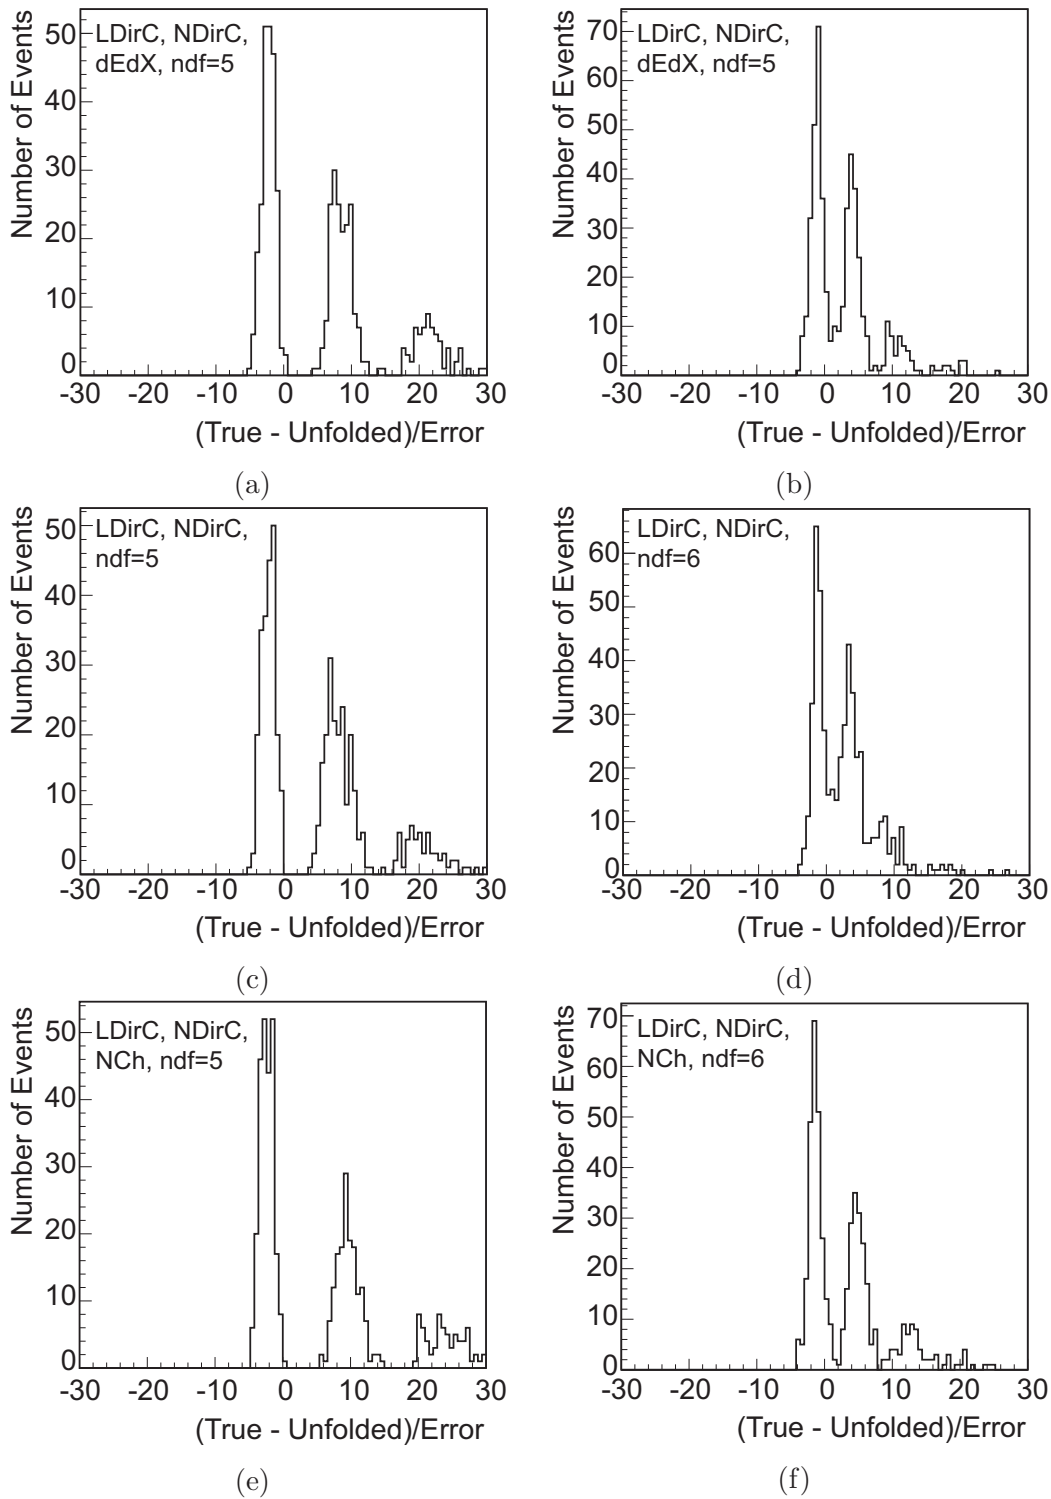 Number of Events
50
40
30
20
10
0
LDirC, NDirC,
dEdX, ndf=5
-30 -20 -10 0 10 20 30
(True - Unfolded)/Error
(a)
Number of Events
70
60
50
40
30
20
10
0
LDirC, NDirC,
dEdX, ndf=5
-30 -20 -10 0 10 20 30
(True - Unfolded)/Error
(b)
Number of Events
50
40
30
20
10
0
LDirC, NDirC,
ndf=5
-30 -20 -10 0 10 20 30
(True - Unfolded)/Error
(c)
Number of Events
60
50
40
30
20
10
0
LDirC, NDirC,
ndf=6
-30 -20 -10 0 10 20 30
(True - Unfolded)/Error
(d)
Number of Events
50
40
30
20
10
0
LDirC, NDirC,
NCh, ndf=5
-30 -20 -10 0 10 20 30
(True - Unfolded)/Error
(e)
Number of Events
70
60
50
40
30
20
10
0
LDirC, NDirC,
NCh, ndf=6
-30 -20 -10 0 10 20 30
(True - Unfolded)/Error
(f)